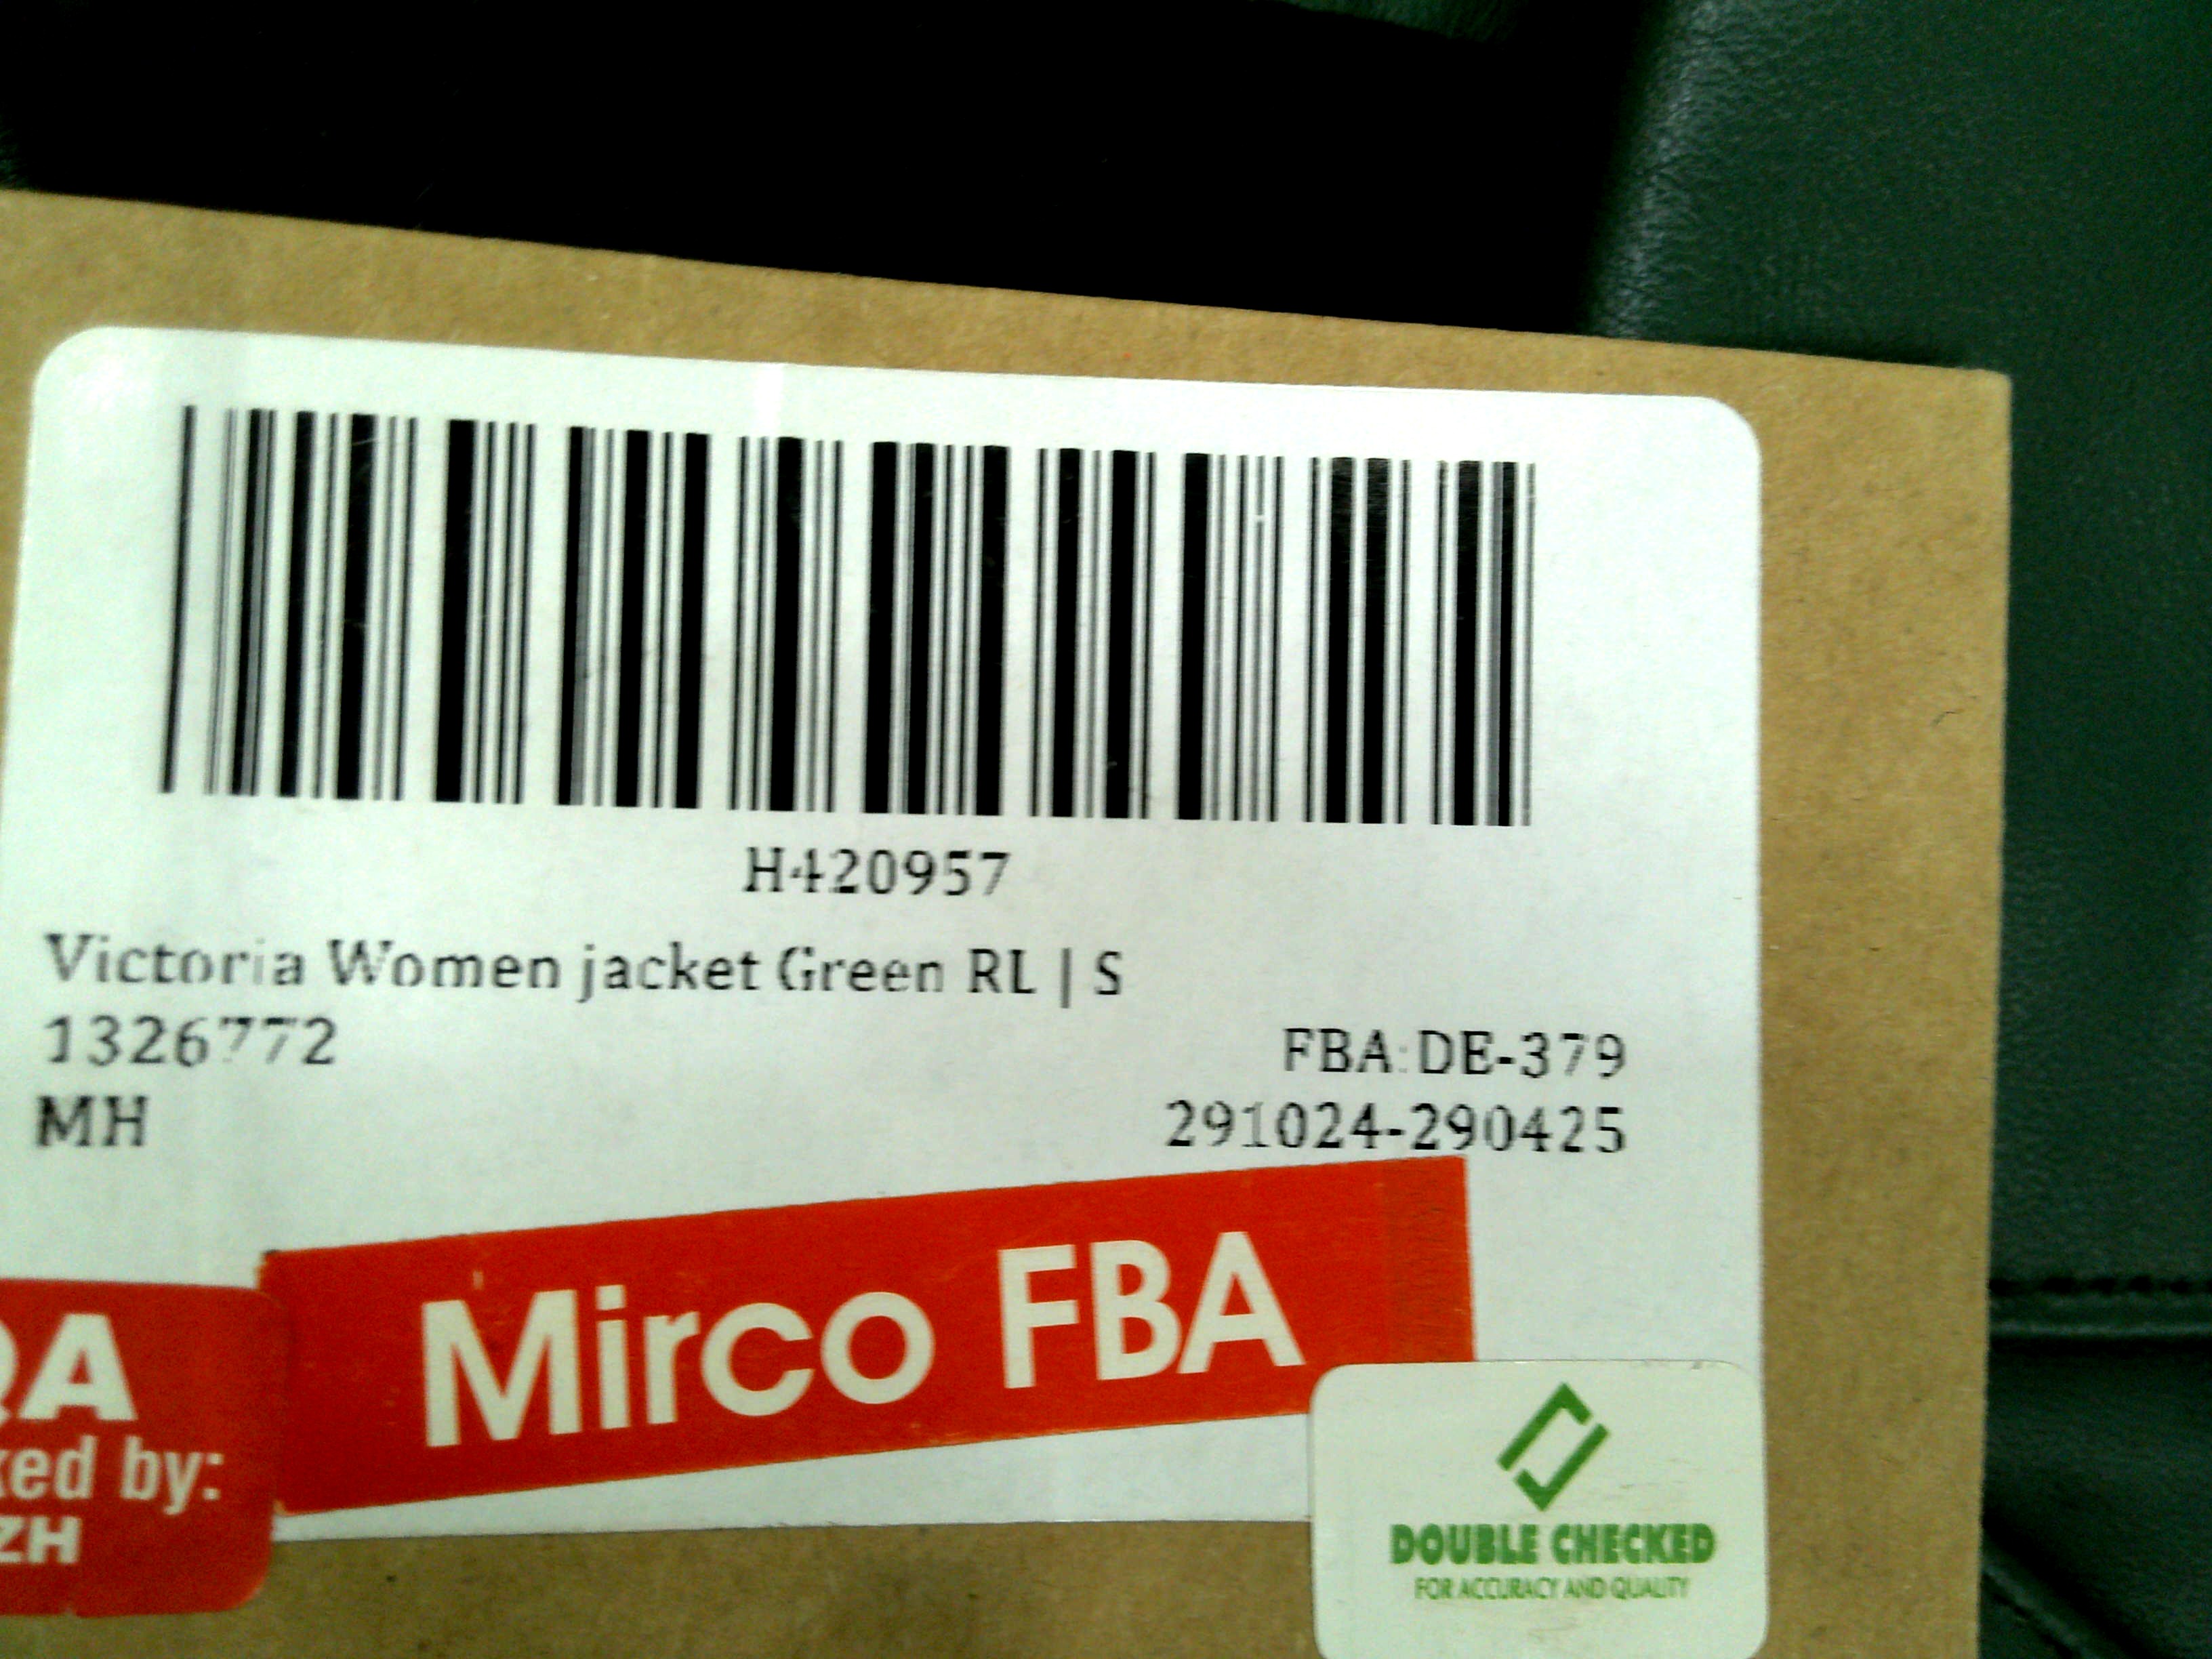 H420957
Victoria Women jacket Green RL | S
1326772
FBA:DE-379
MH
291024-290425
Mirco FBA
QA
ked by:
ZH
DOUBLE CHECKED
FOR ACCURACY AND QUALITY